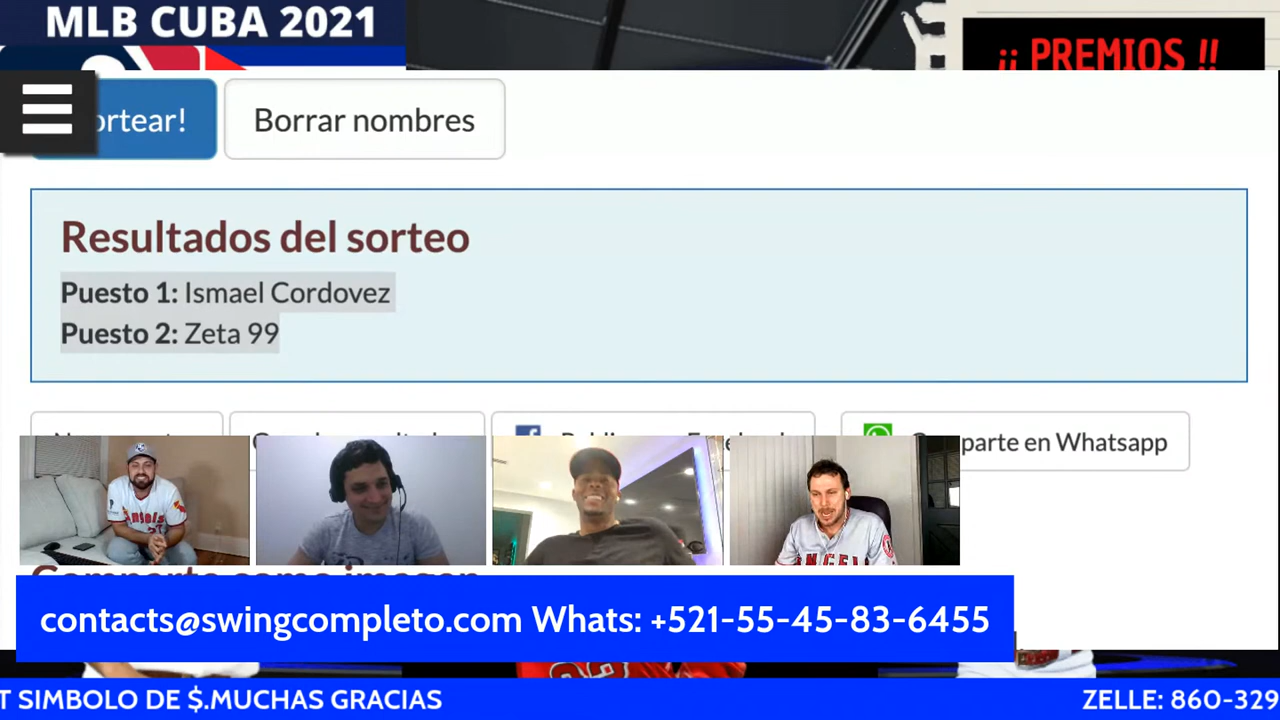 MLB CUBA 2021
¡¡ PREMIOS !!
ortear!
Borrar nombres
Resultados del sorteo
Puesto 1: Ismael Cordovez
Puesto 2: Zeta 99
parte en Whatsapp
contacts@swingcompleto.com Whats: +521-55-45-83-6455
T SIMBOLO DE $.MUCHAS GRACIAS
ZELLE: 860-329